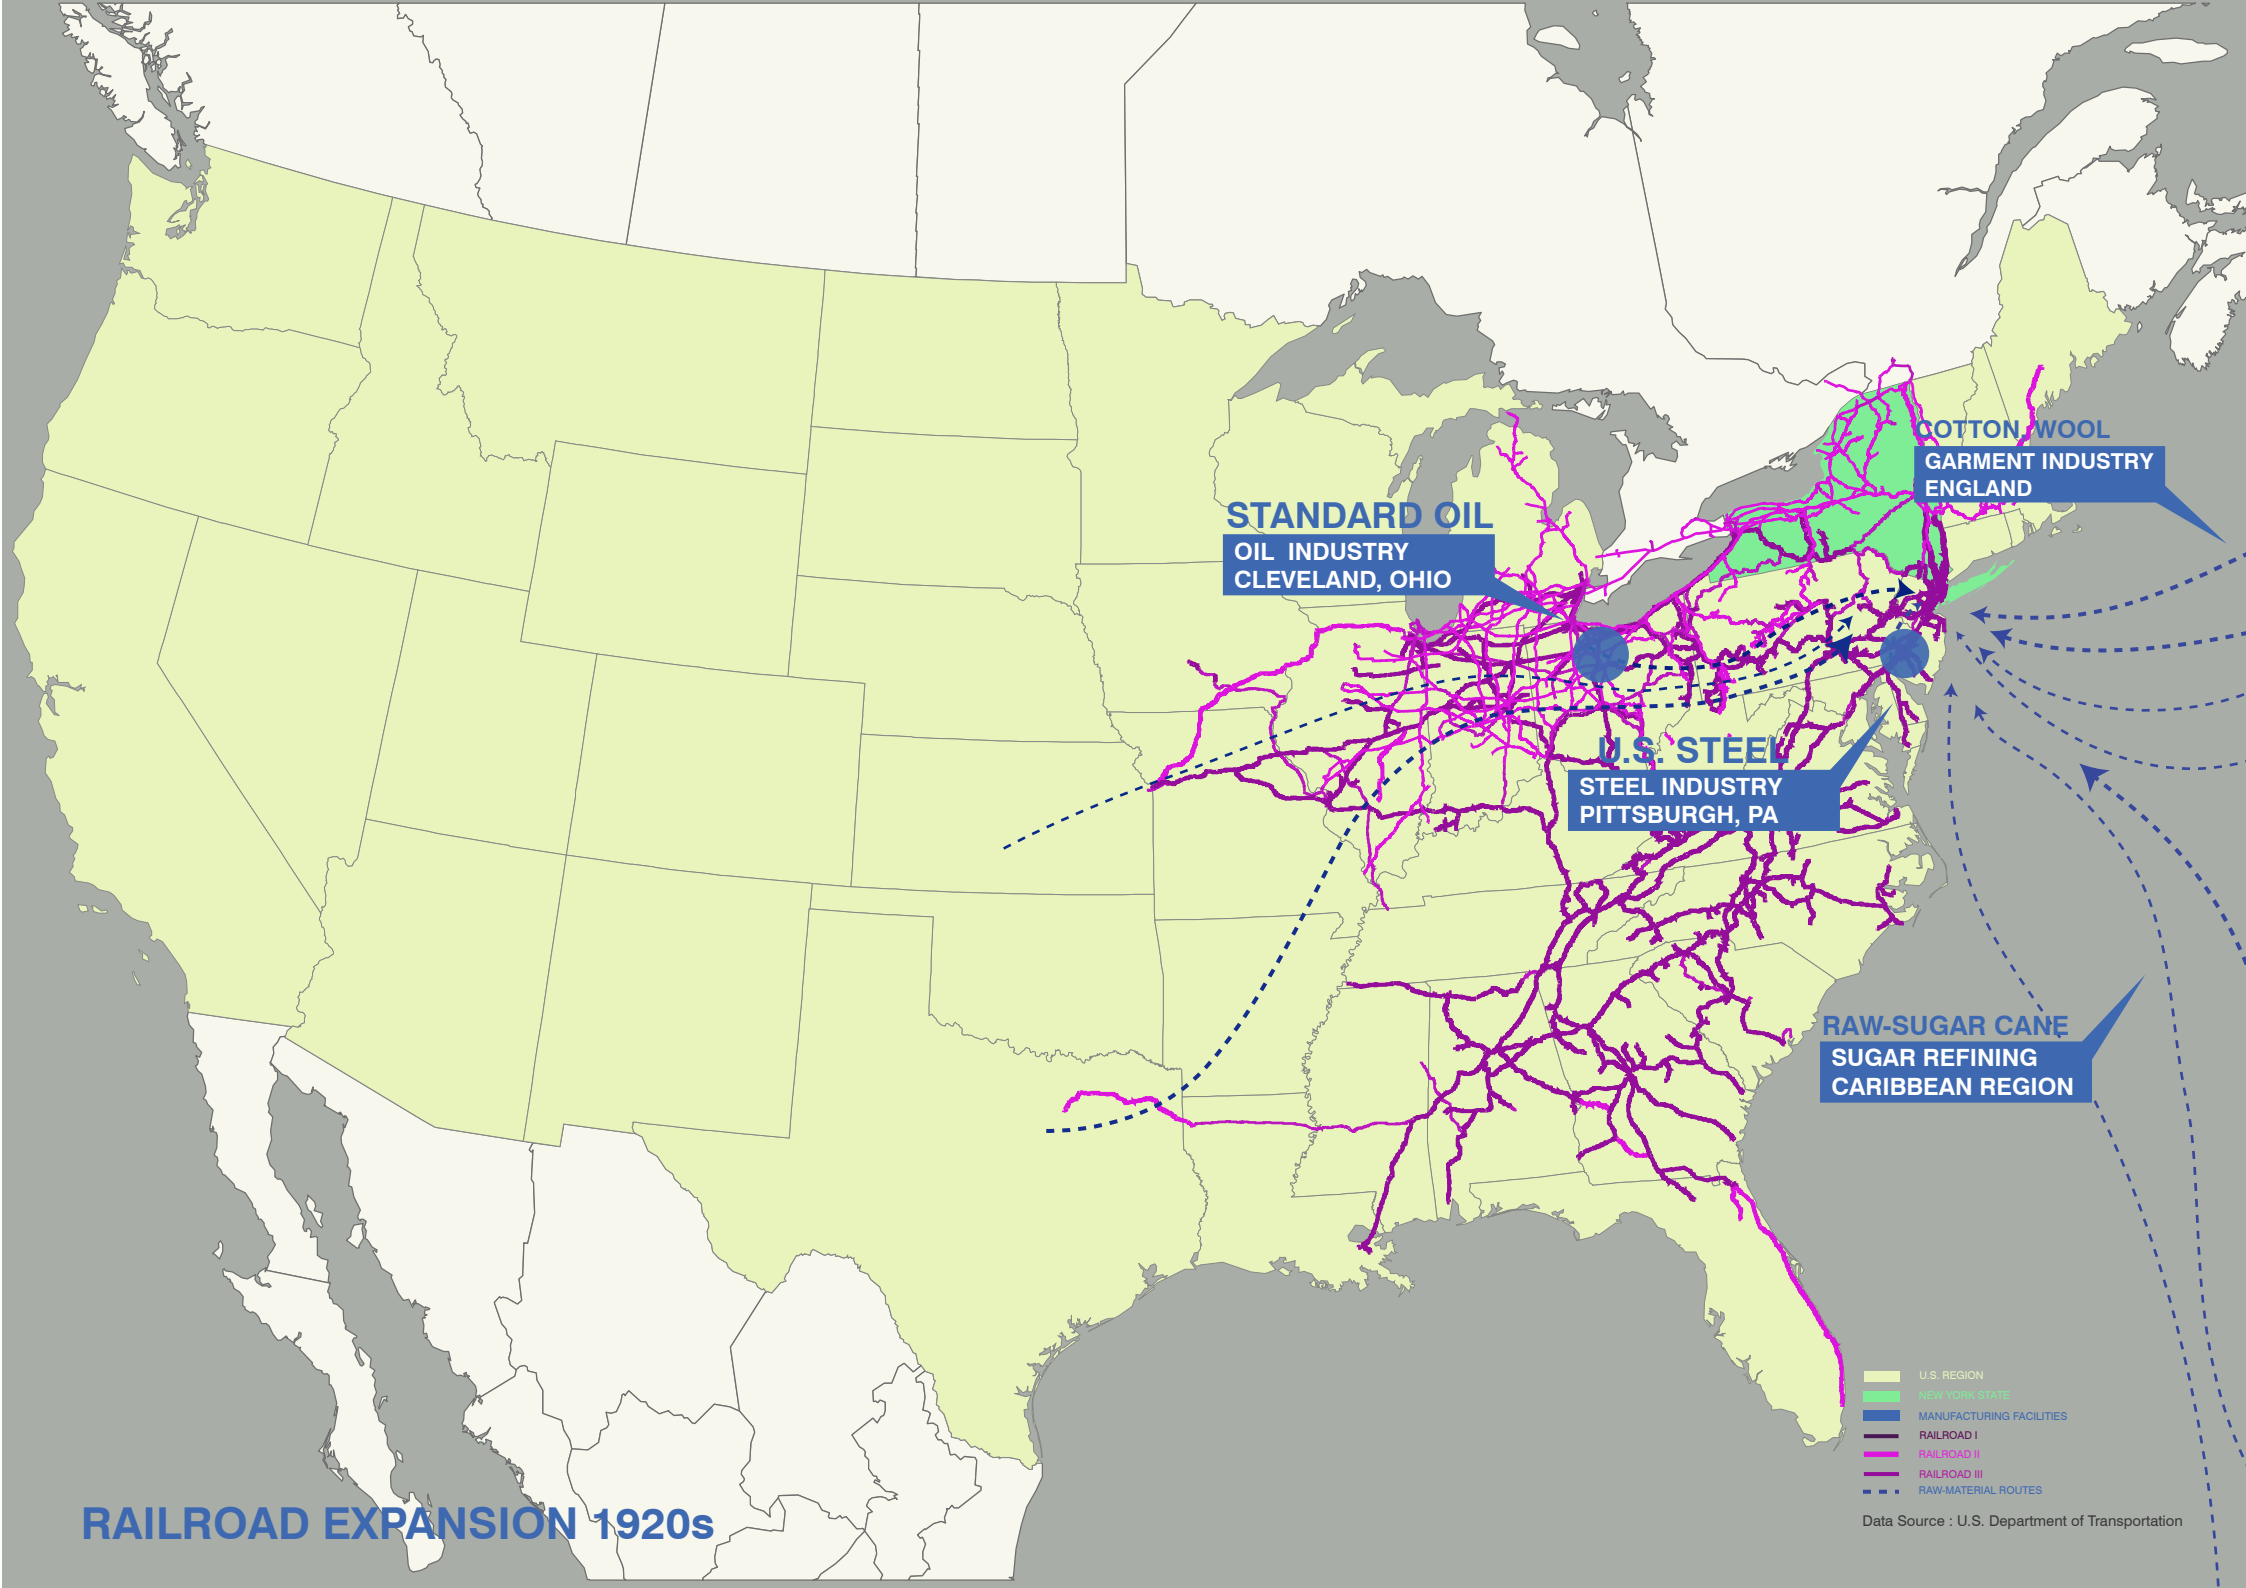 COTTON, WOOL
GARMENT INDUSTRY
ENGLAND
STANDARD OIL
OIL INDUSTRY
CLEVELAND, OHIO
U.S. STEEL
STEEL INDUSTRY
PITTSBURGH, PA
RAW-SUGAR CANE
SUGAR REFINING
CARIBBEAN REGION
U.S. REGION
NEW YORK STATE
MANUFACTURING FACILITIES
RAILROAD I
RAILROAD II
RAILROAD III
RAW-MATERIAL ROUTES
Data Source : U.S. Department of Transportation
RAILROAD EXPANSION 1920s